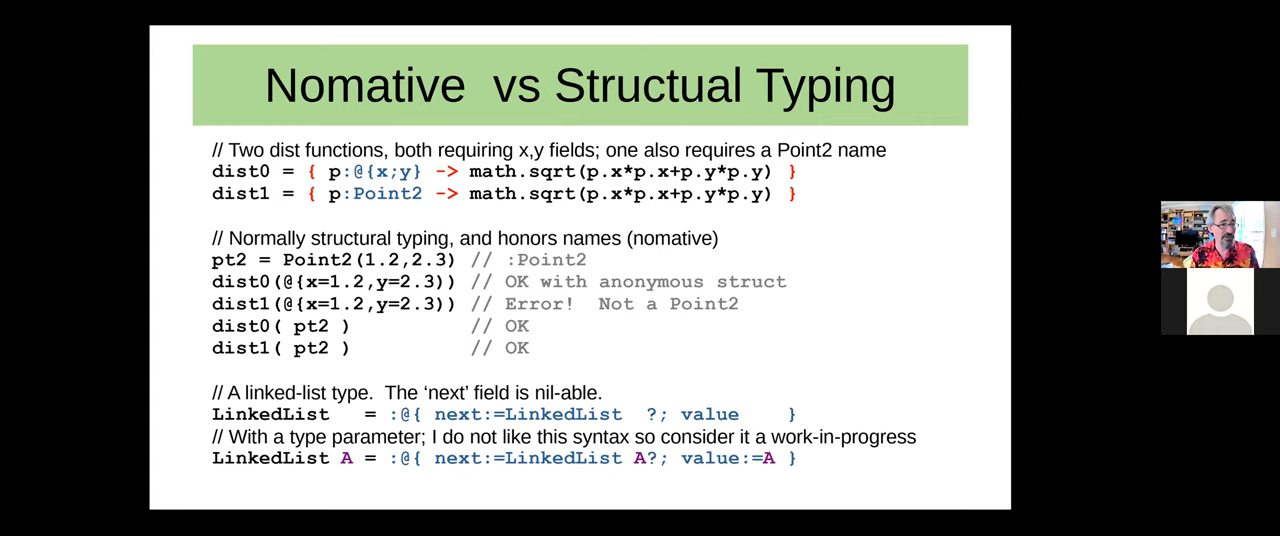 Nomative vs Structual Typing
// Two dist functions, both requiring x,y fields; one also requires a Point2 name
dist0 = { p:@{x;y} -> math.sqrt(p.x*p.x+p.y*p.y) }
dist1 = { p:Point2 -> math.sqrt(p.x*p.x+p.y*p.y) }
// Normally structural typing, and honors names (nomative)
pt2 = Point2(1.2,2.3) // :Point2
dist0(@{x=1.2,y=2.3}) // OK with anonymous struct
dist1(@{x=1.2,y=2.3}) // Error! Not a Point2
dist0( pt2 ) // OK
dist1( pt2 ) // OK
// A linked-list type. The ‘next’ field is nil-able.
LinkedList = :@{ next:=LinkedList ?; value }
// With a type parameter; I do not like this syntax so consider it a work-in-progress
LinkedList A = :@{ next:=LinkedList A?; value:=A }